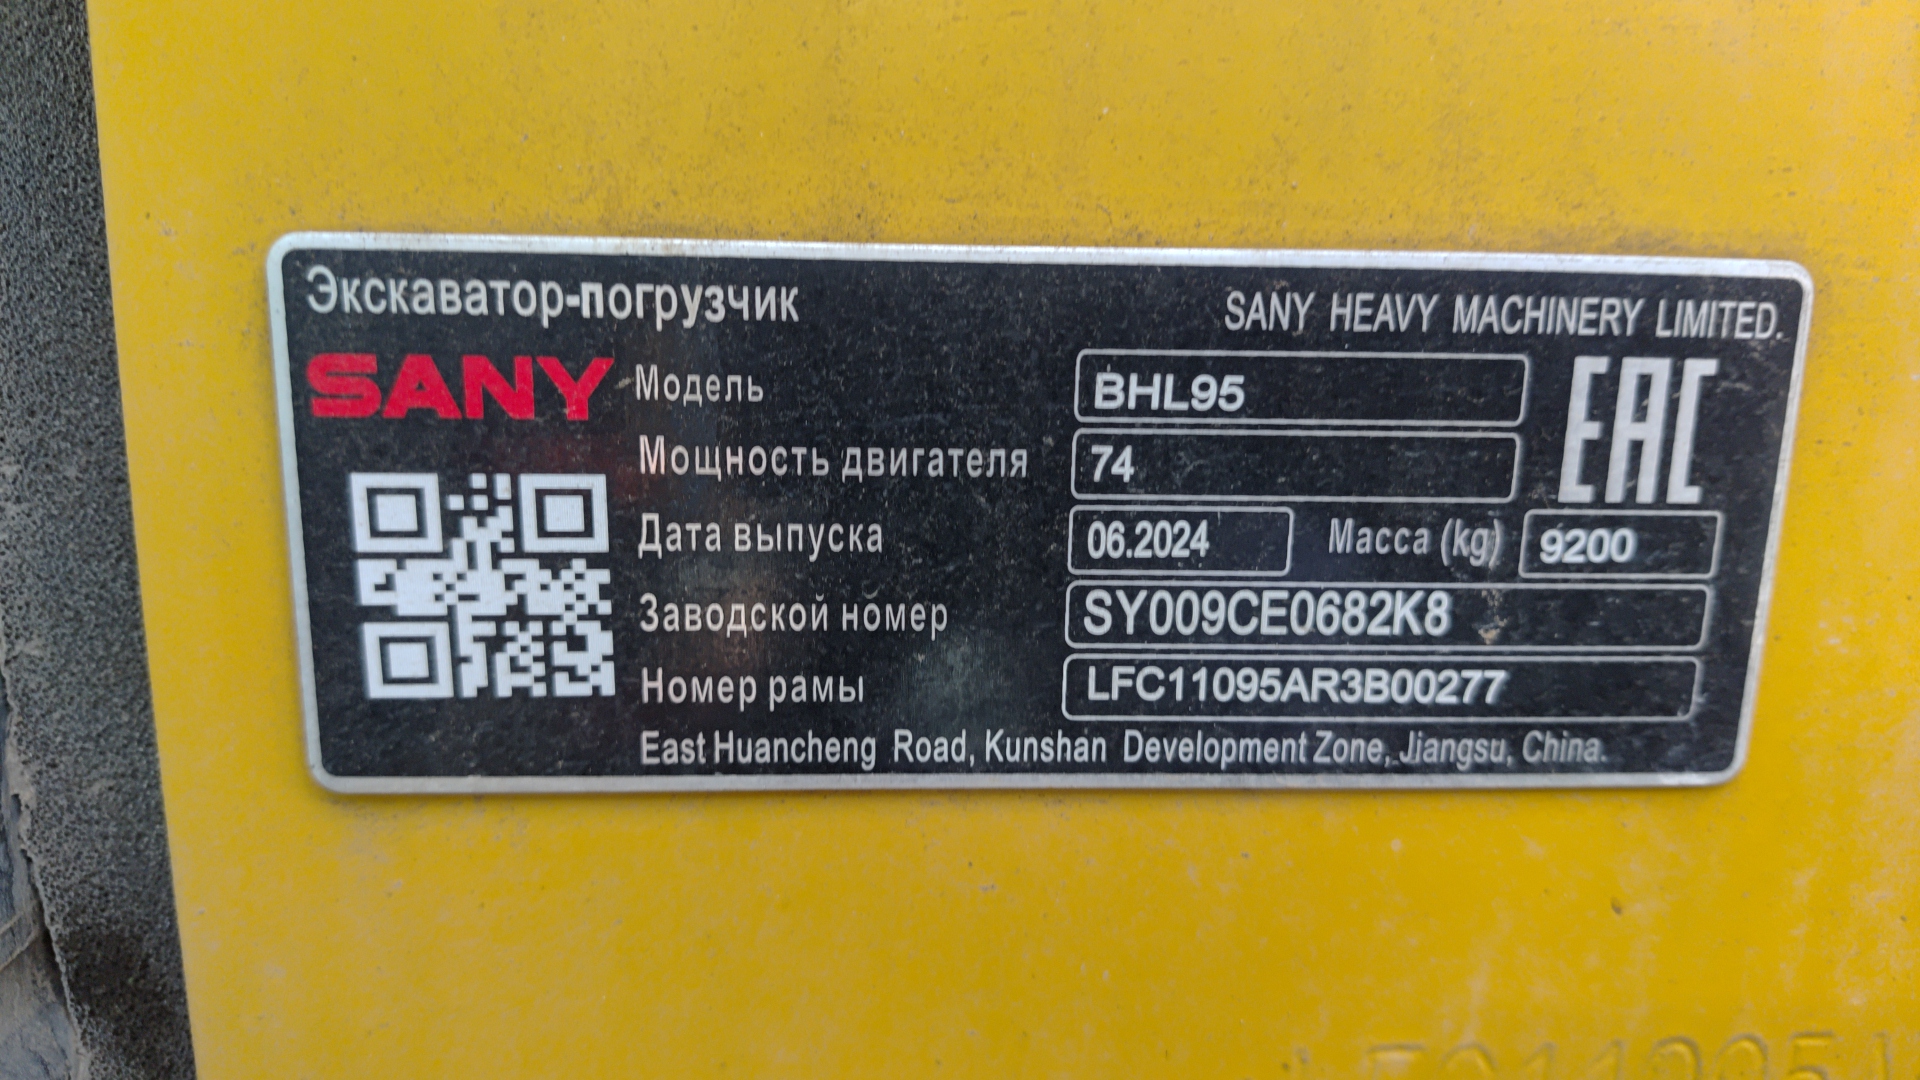 Экскаватор-погрузчик
SANY HEAVY MACHINERY LIMITED.
SANY
Модель BHL95
EAC
Мощность двигателя 74
Дата выпуска 06.2024 Масса (kg) 9200
Заводской номер SY009CE0682K8
Номер рамы LFC11095AR3B00277
East Huancheng Road, Kunshan Development Zone, Jiangsu, China.